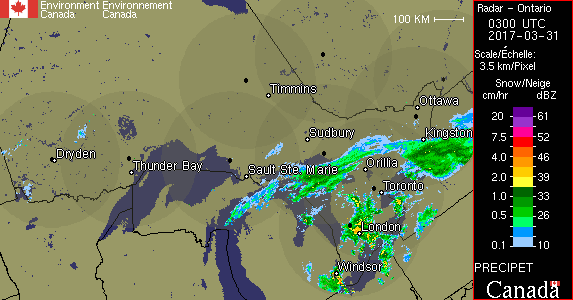 Environment Environnement
Canada Canada
100 KM
Timmins
Ottawa
Sudbury
Kingston
Dryden
Thunder Bay
Sault Ste. Marie
Orillia
Toronto
London
Windsor
Radar - Ontario
0300 UTC
2017-03-31
Scale/Échelle:
3.5 km/Pixel
Snow/Neige
cm/hr dBZ
20 61
7.5 52
4.0 46
2.0 39
1.0 33
0.5 26
0.1 10
PRECIPET
Canada